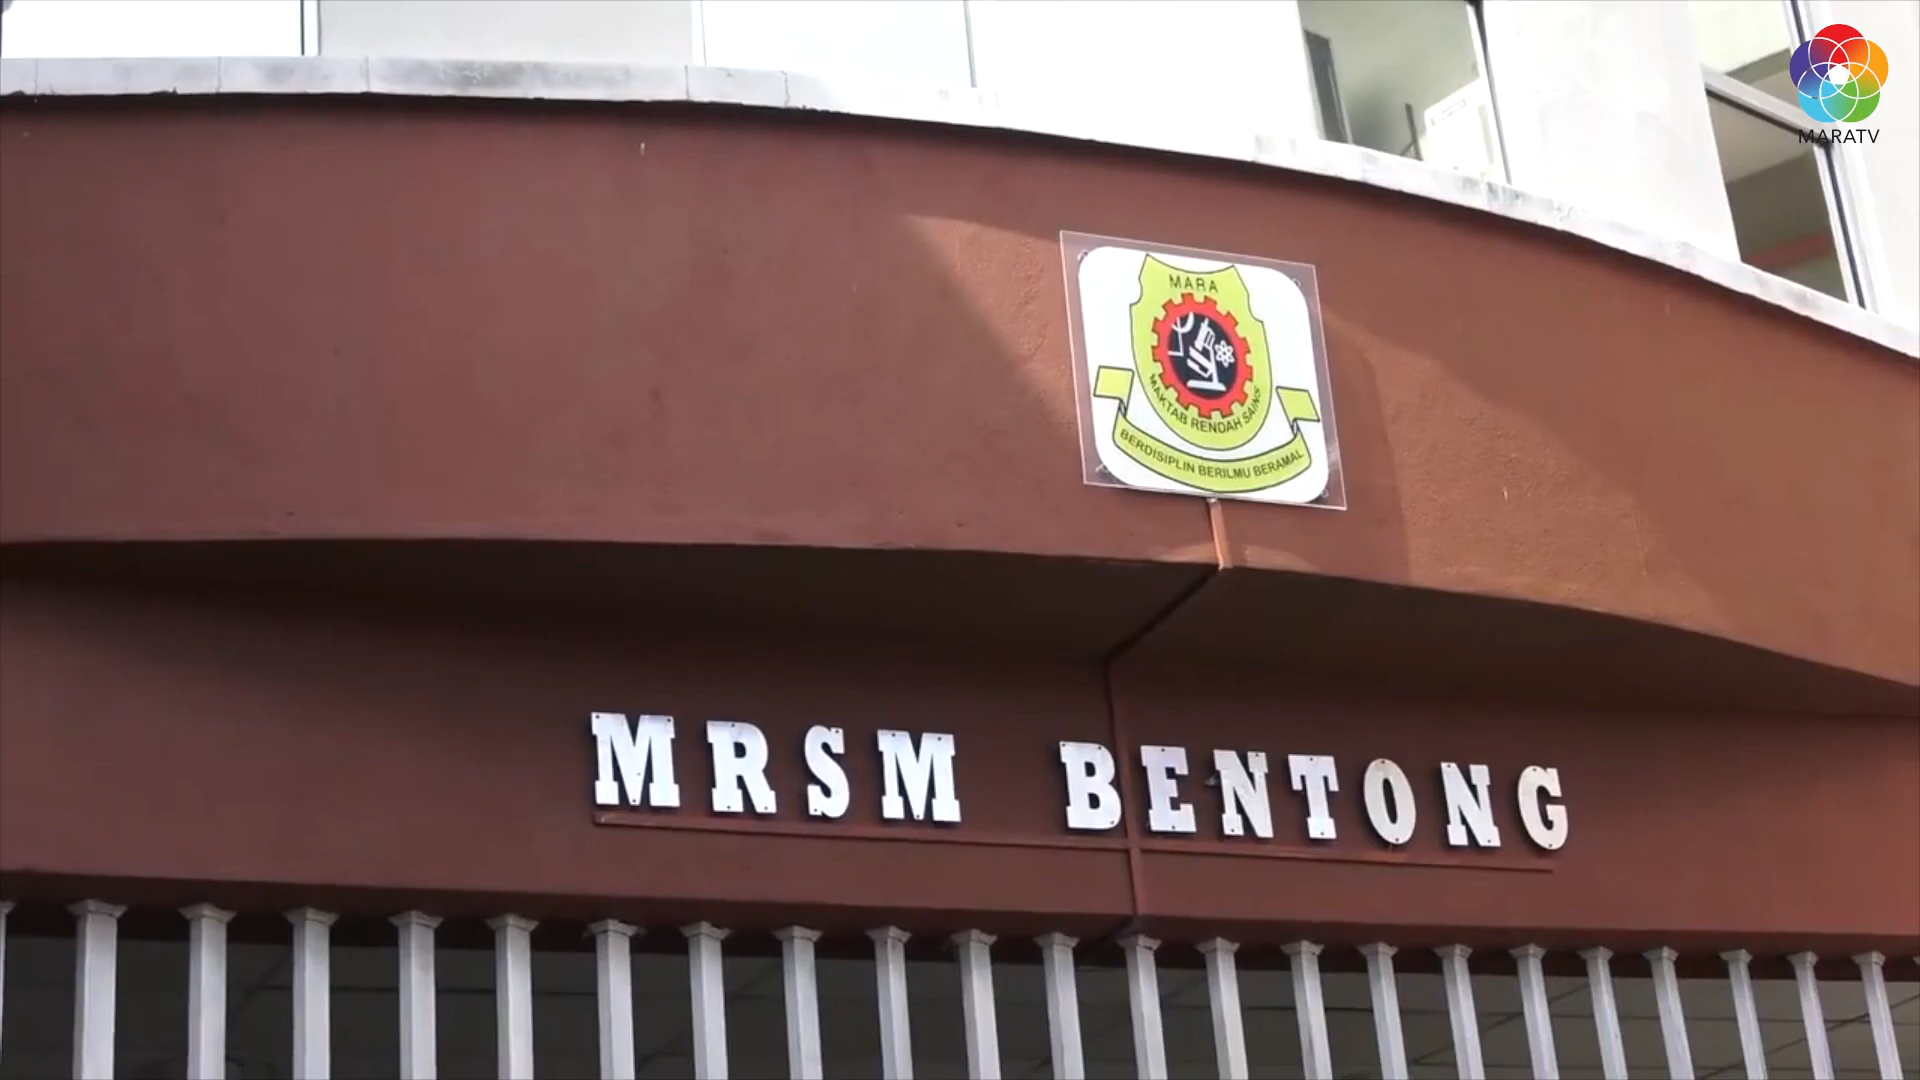 MARATV
MARA
MAKTAB RENDAH SAINS
BERDISIPLIN BERILMU BERAMAL
MRSM BENTONG